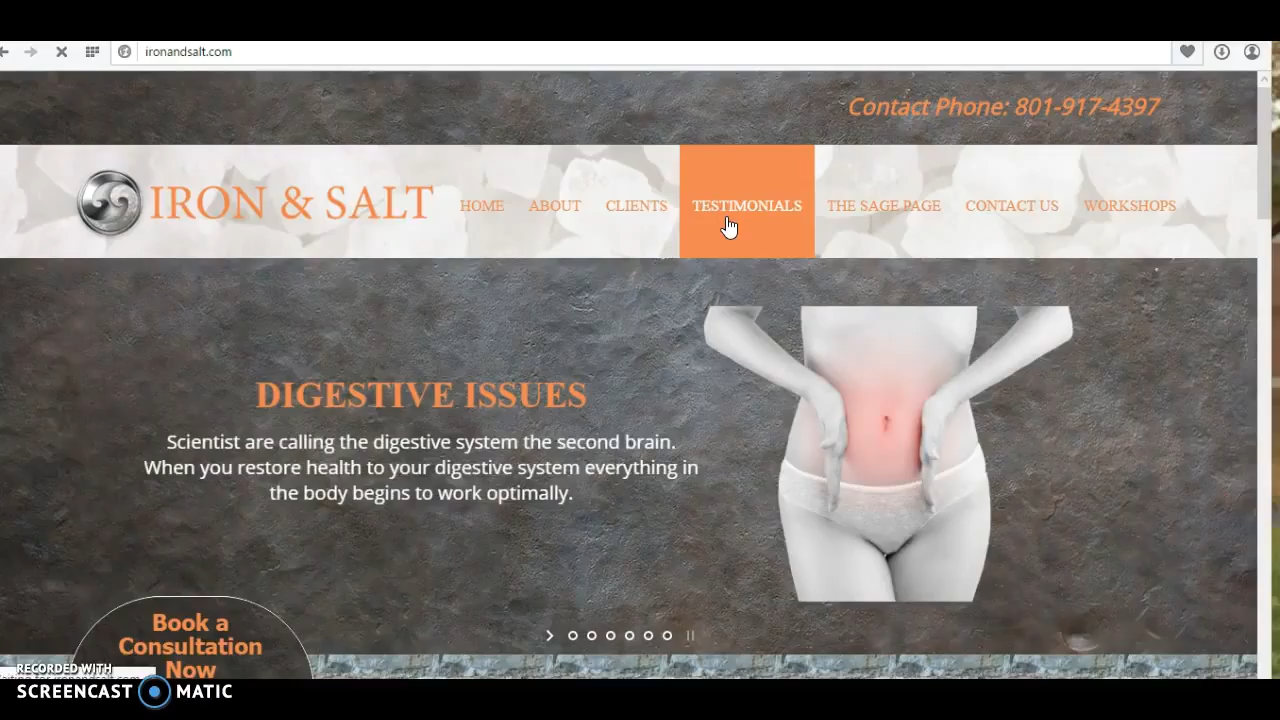 ironandsalt.com
Contact Phone: 801-917-4397
IRON & SALT
HOME ABOUT CLIENTS TESTIMONIALS THE SAGE PAGE CONTACT US WORKSHOPS
DIGESTIVE ISSUES
Scientist are calling the digestive system the second brain.
When you restore health to your digestive system everything in
the body begins to work optimally.
Book a
Consultation
Now
RECORDED WITH
SCREENCAST MATIC